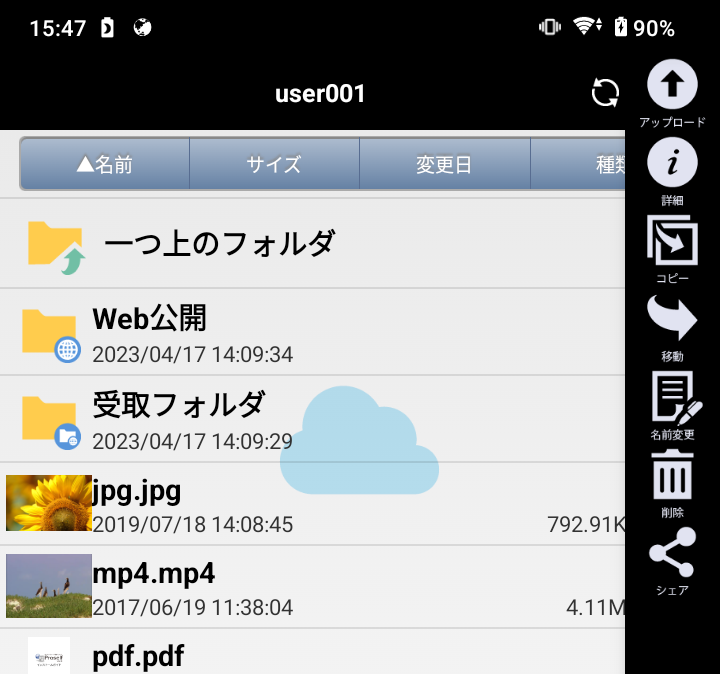 15:47 90%
user001
アップロード
▲名前 サイズ 変更日 種類
詳細
一つ上のフォルダ
コピー
Web公開
2023/04/17 14:09:34
移動
受取フォルダ
2023/04/17 14:09:29
名前変更
jpg.jpg
2019/07/18 14:08:45 792.91K
削除
mp4.mp4
2017/06/19 11:38:04 4.11M
シェア
pdf.pdf